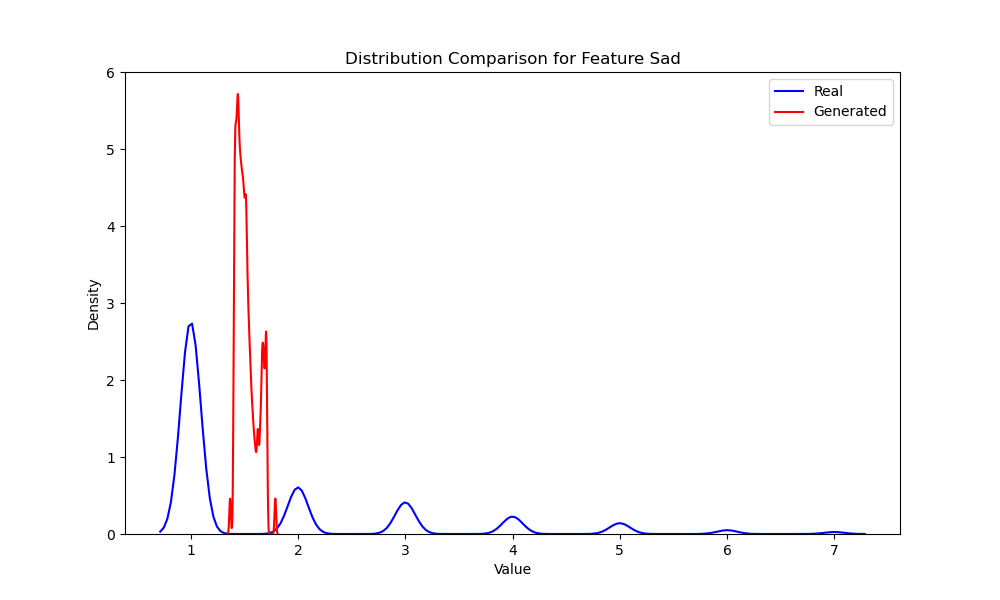 Distribution Comparison for Feature Sad
Real
Generated
6
5
4
3
2
1
0
Density
1 2 3 4 5 6 7
Value